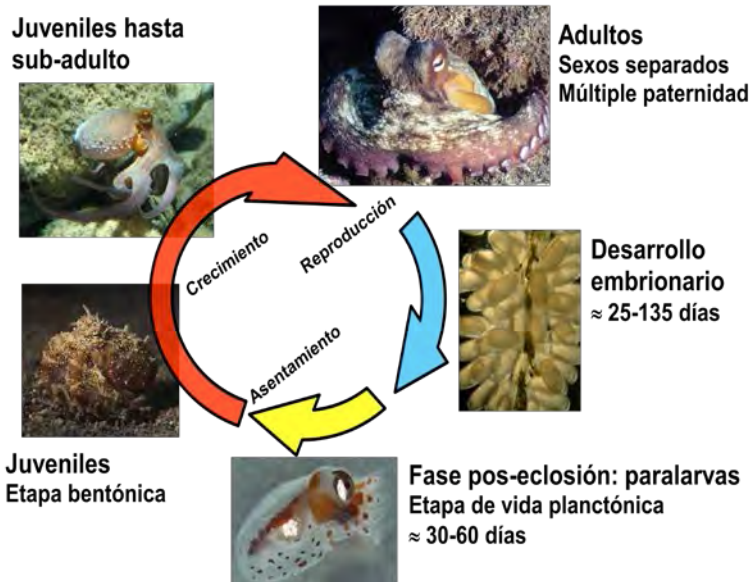 Juveniles hasta
sub-adulto
Adultos
Sexos separados
Múltiple paternidad
Reproducción
Crecimiento
Desarrollo
embrionario
≈ 25-135 días
Asentamiento
Juveniles
Etapa bentónica
Fase pos-eclosión: paralarvas
Etapa de vida planctónica
≈ 30-60 días